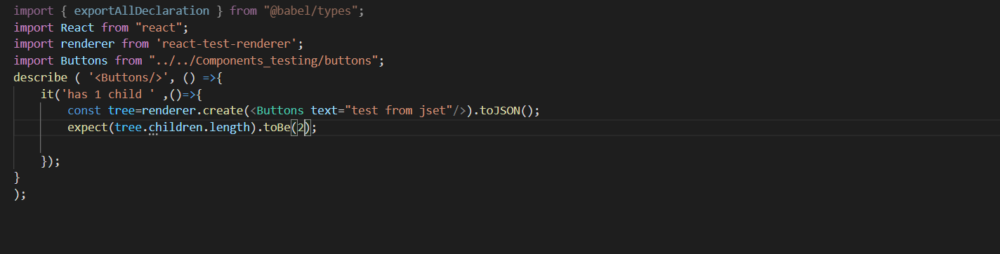 import { exportAllDeclaration } from "@babel/types";
import React from "react";
import renderer from 'react-test-renderer';
import Buttons from "../../Components_testing/buttons";
describe ( '<Buttons/>', () =>{
    it('has 1 child ' ,()=>{
        const tree=renderer.create(<Buttons text="test from jset"/>).toJSON();
        expect(tree.children.length).toBe(2);
    });
}
);